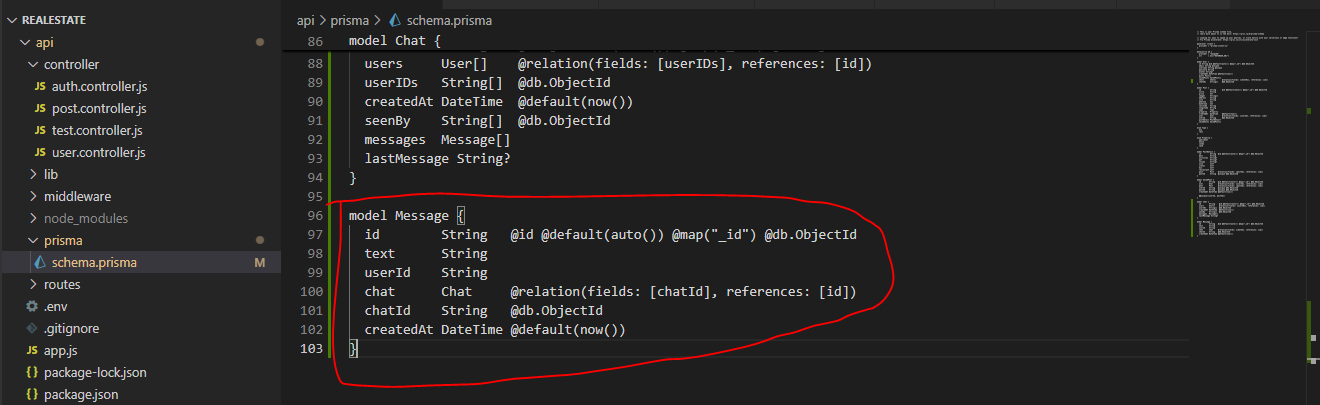 REALESTATE
api
controller
JS auth.controller.js
JS post.controller.js
JS test.controller.js
JS user.controller.js
lib
middleware
node_modules
prisma
schema.prisma M
routes
.env
.gitignore
JS app.js
{} package-lock.json
{} package.json
api > prisma > schema.prisma
86 model Chat {
88 users User[] @relation(fields: [userIDs], references: [id])
89 userIDs String[] @db.ObjectId
90 createdAt DateTime @default(now())
91 seenBy String[] @db.ObjectId
92 messages Message[]
93 lastMessage String?
94 }
95
96 model Message {
97 id String @id @default(auto()) @map("_id") @db.ObjectId
98 text String
99 userId String
100 chat Chat @relation(fields: [chatId], references: [id])
101 chatId String @db.ObjectId
102 createdAt DateTime @default(now())
103 }